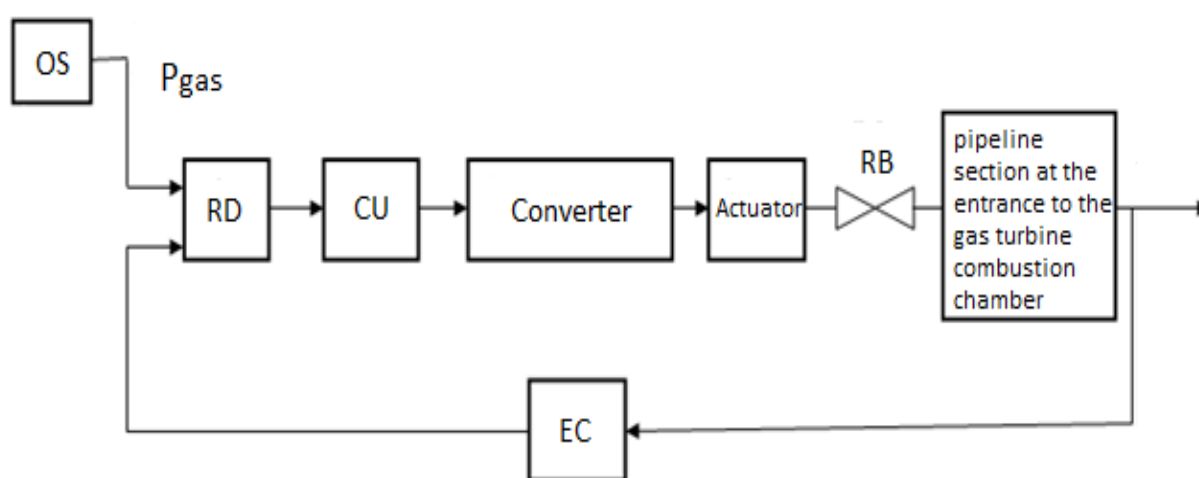 OS
Pgas
RD
CU
Converter
Actuator
RB
pipeline
section at the
entrance to the
gas turbine
combustion
chamber
EC